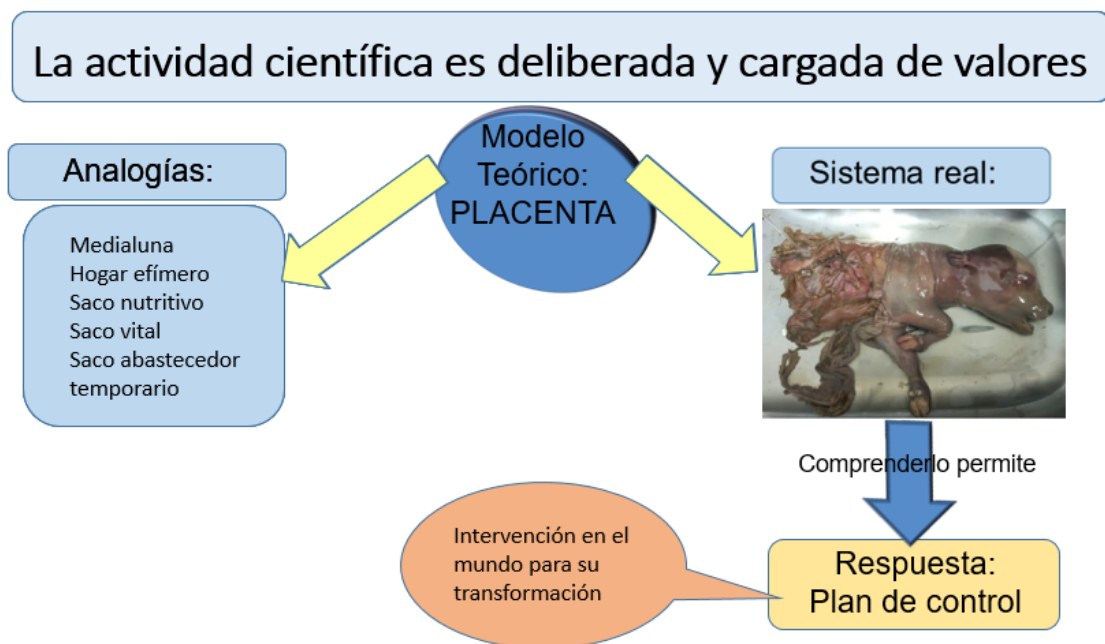 La actividad científica es deliberada y cargada de valores
Modelo
Teórico:
PLACENTA
Analogías:
Medialuna
Hogar efímero
Saco nutritivo
Saco vital
Saco abastecedor
temporario
Sistema real:
Comprenderlo permite
Intervención en el
mundo para su
transformación
Respuesta:
Plan de control